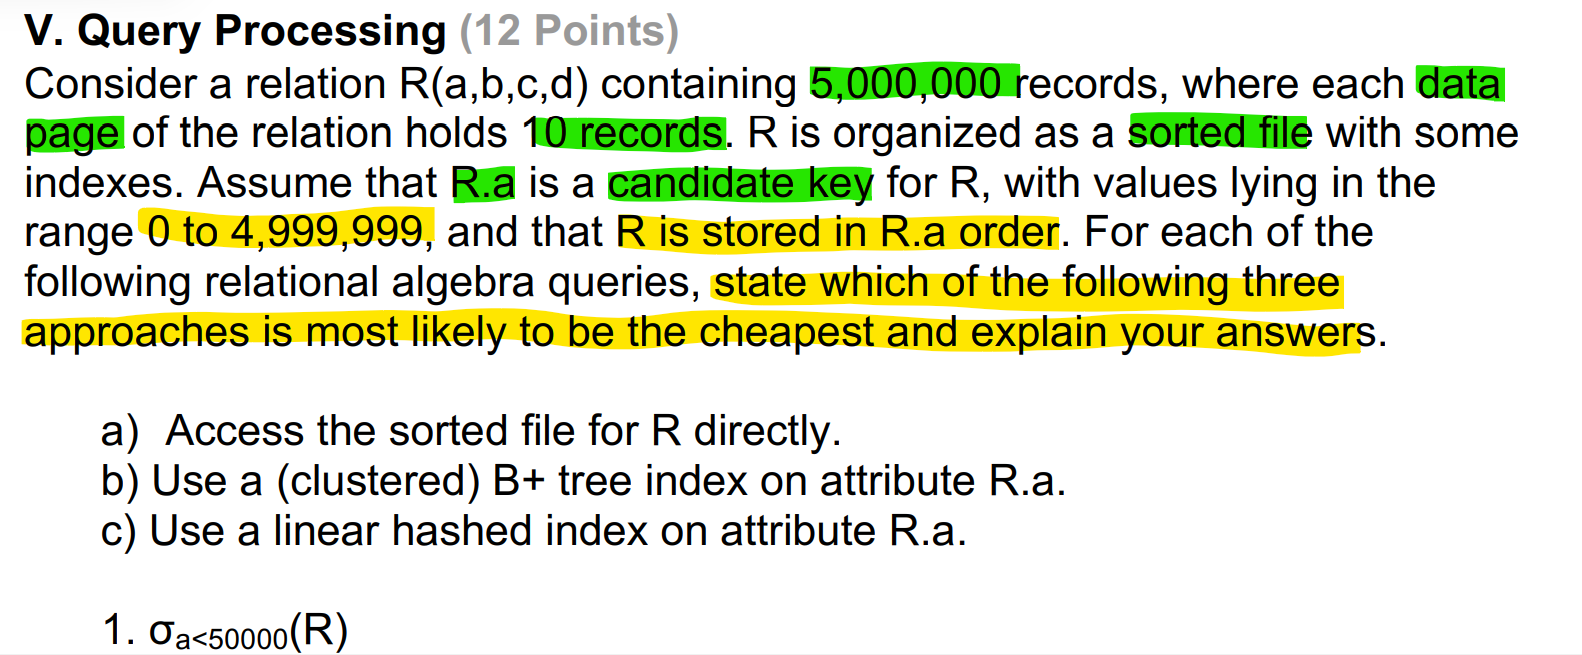 V. Query Processing (12 Points)
Consider a relation R(a,b,c,d) containing 5,000,000 records, where each data
page of the relation holds 10 records. R is organized as a sorted file with some
indexes. Assume that R.a is a candidate key for R, with values lying in the
range 0 to 4,999,999, and that R is stored in R.a order. For each of the
following relational algebra queries, state which of the following three
approaches is most likely to be the cheapest and explain your answers.
a) Access the sorted file for R directly.
b) Use a (clustered) B+ tree index on attribute R.a.
c) Use a linear hashed index on attribute R.a.
1. σa<50000(R)